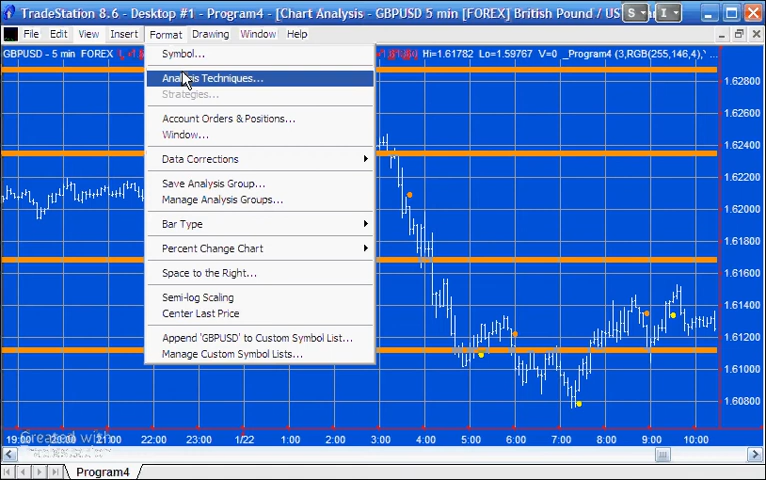 TradeStation 8.6 - Desktop #1 - Program4 - [Chart Analysis - GBPUSD 5 min [FOREX] British Pound / US
S I
File Edit View Insert Format Drawing Window Help
GBPUSD - 5 min FOREX Hi=1.61782 Lo=1.59767 V=0 _Program4 (3,RGB(255,146,4),Y ...
Symbol...
Analysis Techniques...
Strategies...
Account Orders & Positions...
Window...
Data Corrections
Save Analysis Group...
Manage Analysis Groups...
Bar Type
Percent Change Chart
Space to the Right...
Semi-log Scaling
Center Last Price
Append 'GBPUSD' to Custom Symbol List...
Manage Custom Symbol Lists...
1.62800
1.62600
1.62400
1.62200
1.62000
1.61800
1.61600
1.61400
1.61200
1.61000
1.60800
19:00 20:00 21:00 22:00 23:00 1/22 1:00 2:00 3:00 4:00 5:00 6:00 7:00 8:00 9:00 10:00
Created with
Program4